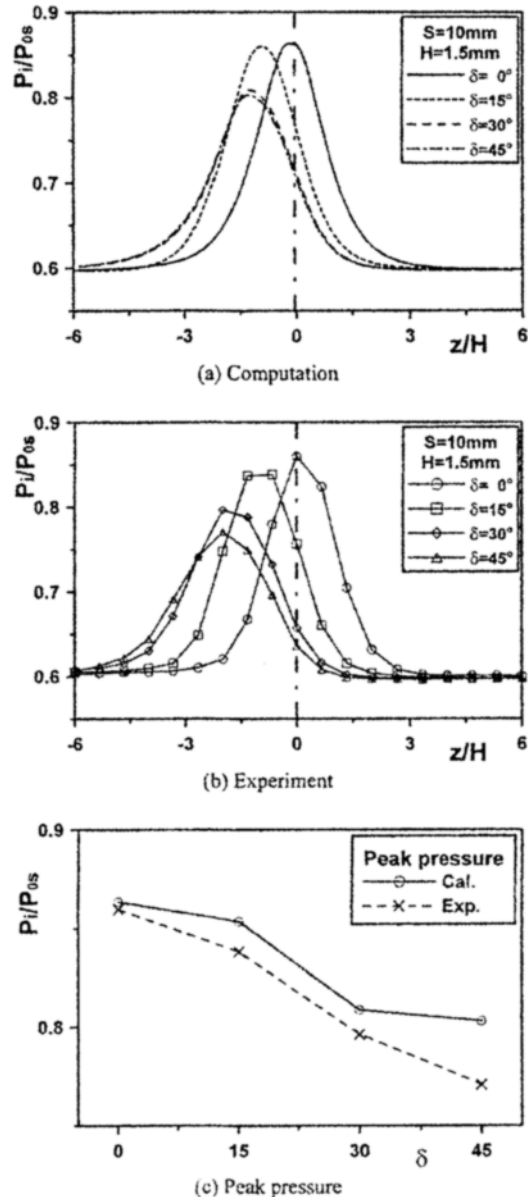 Pi/P0s
0.9
0.8
0.7
0.6
S=10mm
H=1.5mm
δ= 0°
δ=15°
δ=30°
δ=45°
-6
-3
0
3
6
z/H
(a) Computation
Pi/P0s
0.9
0.8
0.7
0.6
S=10mm
H=1.5mm
δ= 0°
δ=15°
δ=30°
δ=45°
-6
-3
0
3
6
z/H
(b) Experiment
Pi/P0s
0.9
0.8
Peak pressure
Cal.
Exp.
0
15
30
δ
45
(c) Peak pressure